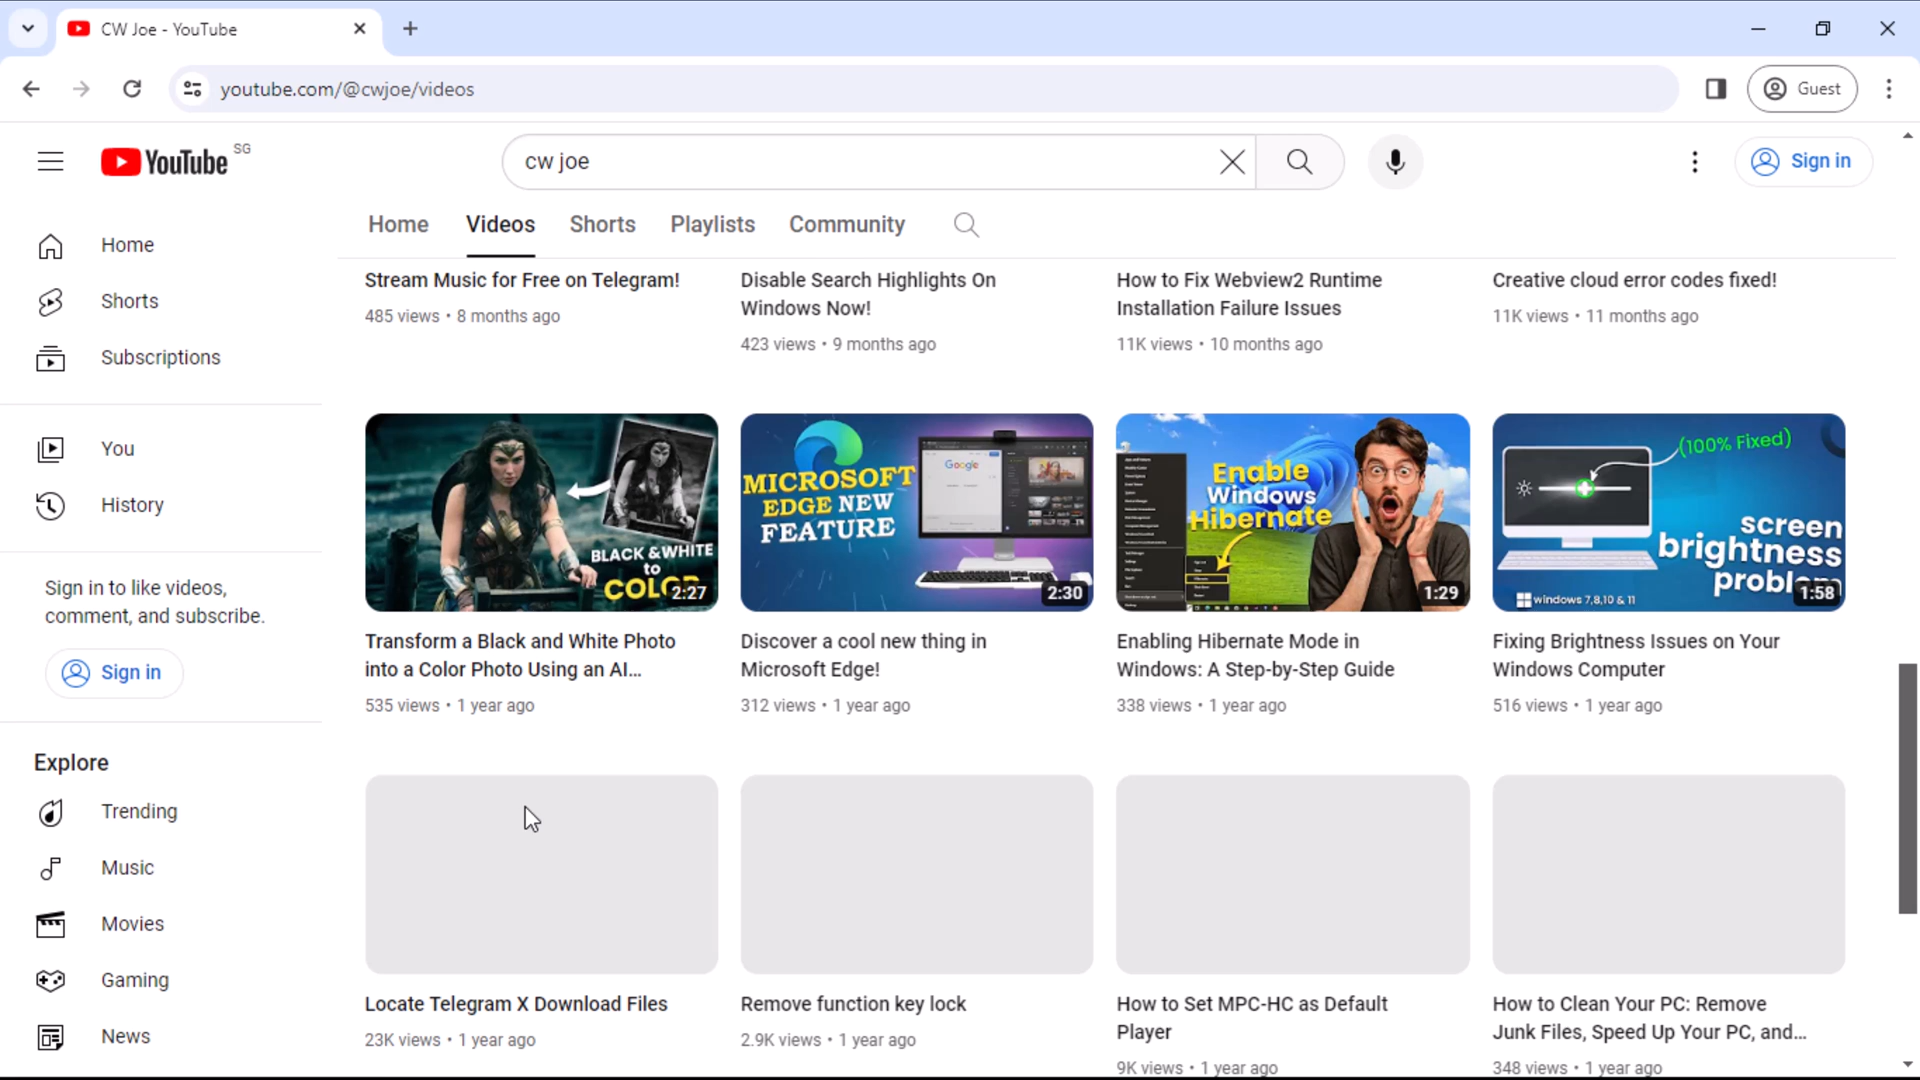 CW Joe - YouTube
youtube.com/@cwjoe/videos
Guest
YouTube SG
cw joe
Sign in
Home Videos Shorts Playlists Community
Home
Shorts
Subscriptions
You
History
Sign in to like videos,
comment, and subscribe.
Sign in
Explore
Trending
Music
Movies
Gaming
News
Stream Music for Free on Telegram!
485 views • 8 months ago
Disable Search Highlights On
Windows Now!
423 views • 9 months ago
How to Fix Webview2 Runtime
Installation Failure Issues
11K views • 10 months ago
Creative cloud error codes fixed!
11K views • 11 months ago
BLACK & WHITE
to
COLOR
2:27
Transform a Black and White Photo
into a Color Photo Using an AI...
535 views • 1 year ago
MICROSOFT
EDGE NEW
FEATURE
Google
2:30
Discover a cool new thing in
Microsoft Edge!
312 views • 1 year ago
Enable
Windows
Hibernate
1:29
Enabling Hibernate Mode in
Windows: A Step-by-Step Guide
338 views • 1 year ago
(100% Fixed)
screen
brightness
problem
windows 7,8,10 & 11
1:58
Fixing Brightness Issues on Your
Windows Computer
516 views • 1 year ago
Locate Telegram X Download Files
23K views • 1 year ago
Remove function key lock
2.9K views • 1 year ago
How to Set MPC-HC as Default
Player
9K views • 1 year ago
How to Clean Your PC: Remove
Junk Files, Speed Up Your PC, and...
348 views • 1 year ago